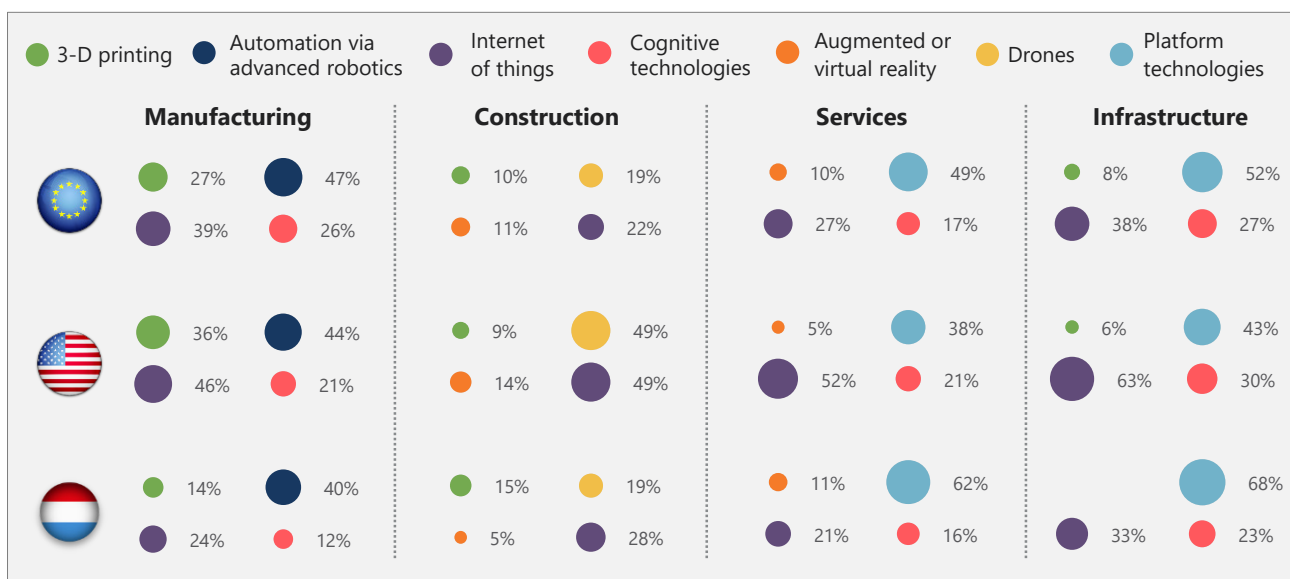 3-D printing
Automation via
advanced robotics
Internet
of things
Cognitive
technologies
Augmented or
virtual reality
Drones
Platform
technologies
Manufacturing Construction Services Infrastructure
27% 47% 10% 19% 10% 49% 8% 52%
39% 26% 11% 22% 27% 17% 38% 27%
36% 44% 9% 49% 5% 38% 6% 43%
46% 21% 14% 49% 52% 21% 63% 30%
14% 40% 15% 19% 11% 62% 68%
24% 12% 5% 28% 21% 16% 33% 23%